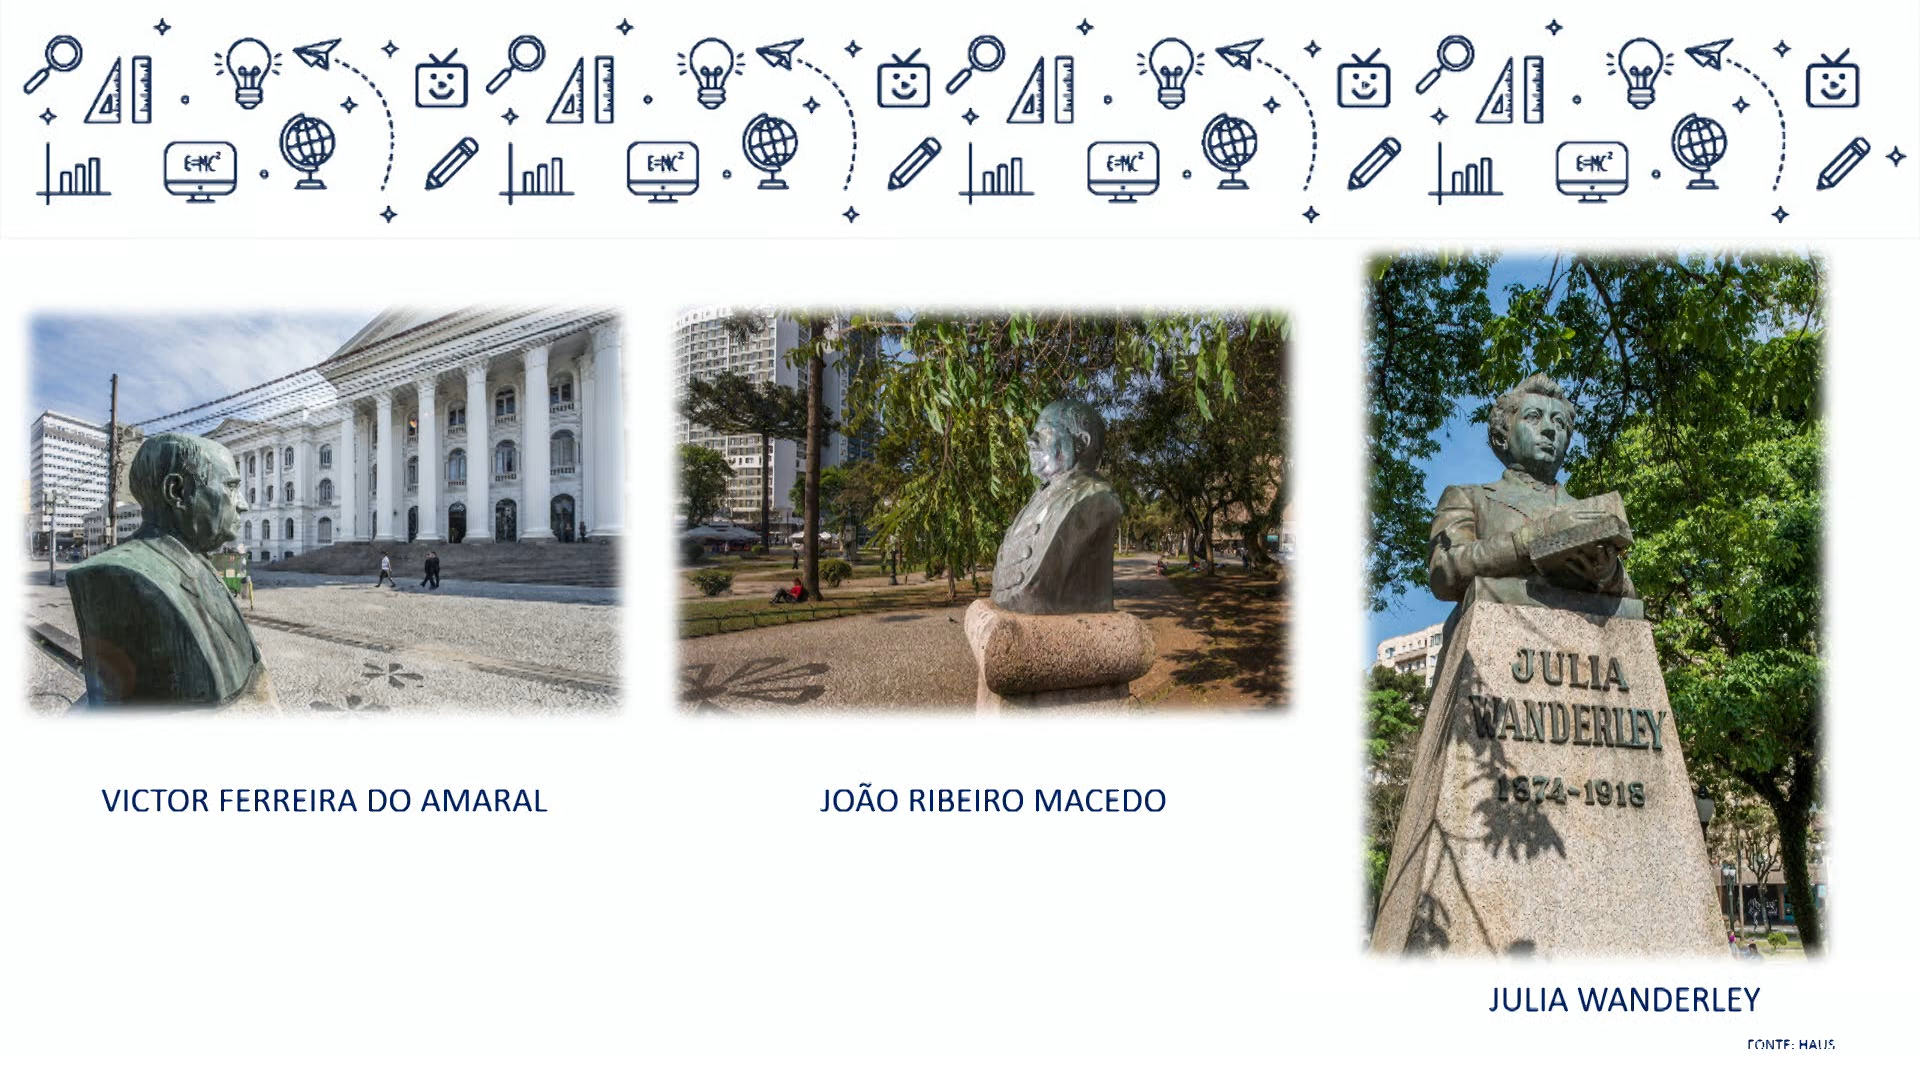 E=MC²
E=MC²
E=MC²
E=MC²
JULIA
WANDERLEY
1874-1918
VICTOR FERREIRA DO AMARAL
JOÃO RIBEIRO MACEDO
JULIA WANDERLEY
FONTE: HAUS